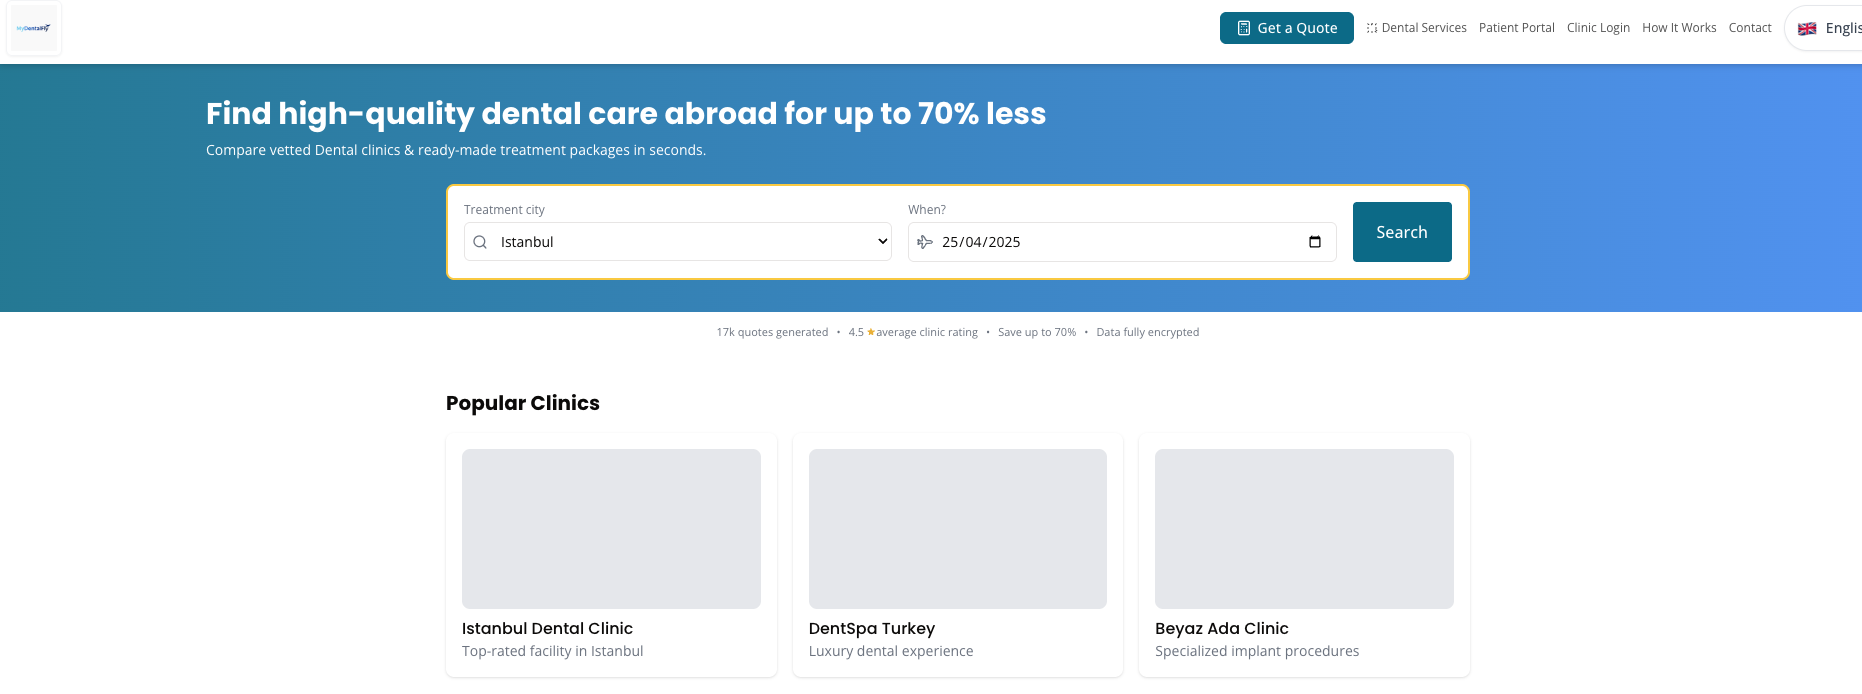 MyDentalFly
Get a Quote
Dental Services
Patient Portal
Clinic Login
How It Works
Contact
Englis
Find high-quality dental care abroad for up to 70% less
Compare vetted Dental clinics & ready-made treatment packages in seconds.
Treatment city
Istanbul
When?
25/04/2025
Search
17k quotes generated • 4.5 ★average clinic rating • Save up to 70% • Data fully encrypted
Popular Clinics
Istanbul Dental Clinic
Top-rated facility in Istanbul
DentSpa Turkey
Luxury dental experience
Beyaz Ada Clinic
Specialized implant procedures